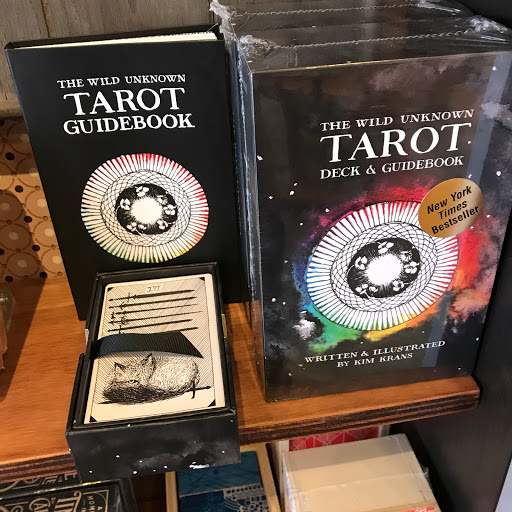 THE WILD UNKNOWN
TAROT
GUIDEBOOK
THE WILD UNKNOWN
TAROT
DECK & GUIDEBOOK
New York
Times
Bestseller
WRITTEN & ILLUSTRATED
BY KIM KRANS